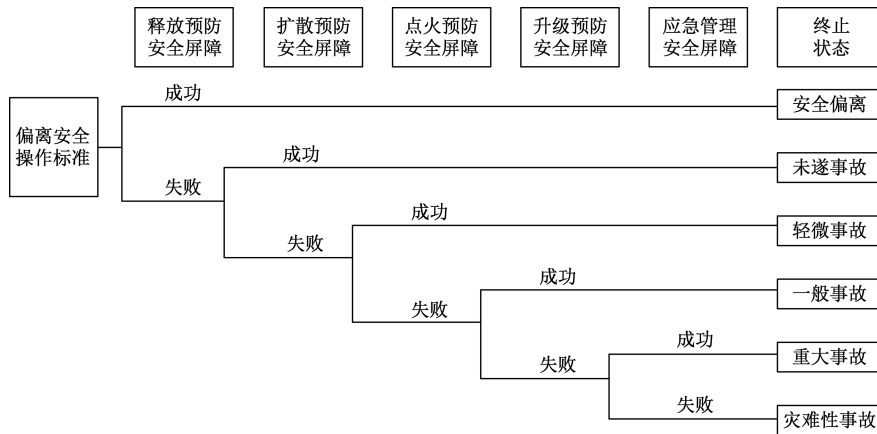 释放预防
安全屏障
扩散预防
安全屏障
点火预防
安全屏障
升级预防
安全屏障
应急管理
安全屏障
终止
状态
偏离安全
操作标准
成功
安全偏离
失败
成功
未遂事故
失败
成功
轻微事故
失败
成功
一般事故
失败
成功
重大事故
失败
灾难性事故